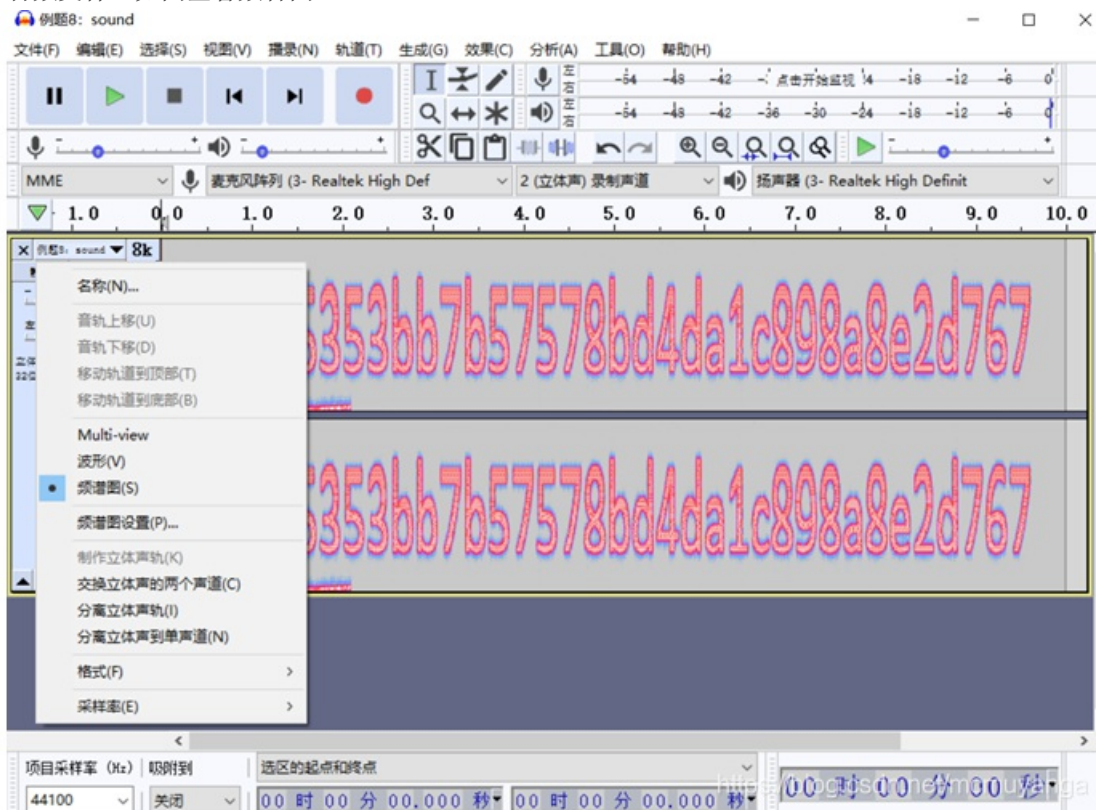 例题8: sound
文件(F) 编辑(E) 选择(S) 视图(V) 播录(N) 轨道(T) 生成(G) 效果(C) 分析(A) 工具(O) 帮助(H)
左 右 -54 -48 -42 点击开始监视 -18 -12 -6 0
左 右 -54 -48 -42 -36 -30 -24 -18 -12 -6
MME 麦克风阵列 (3- Realtek High Def 2 (立体声) 录制声道 扬声器 (3- Realtek High Definit
1.0 0.0 1.0 2.0 3.0 4.0 5.0 6.0 7.0 8.0 9.0 10.0
例题8: sound 8k
名称(N)...
音轨上移(U)
音轨下移(D)
移动轨道到顶部(T)
移动轨道到底部(B)
Multi-view
波形(V)
频谱图(S)
频谱图设置(P)...
制作立体声轨(K)
交换立体声的两个声道(C)
分离立体声轨(I)
分离立体声到单声道(N)
格式(F)
采样率(E)
5353bb7b57578bd4da1c898a8e2d767
5353bb7b57578bd4da1c898a8e2d767
项目采样率 (Hz) 吸附到 选区的起点和终点
44100 关闭 00 时 00 分 00.000 秒 00 时 00 分 00.000 秒 00 时 00 分 00 秒